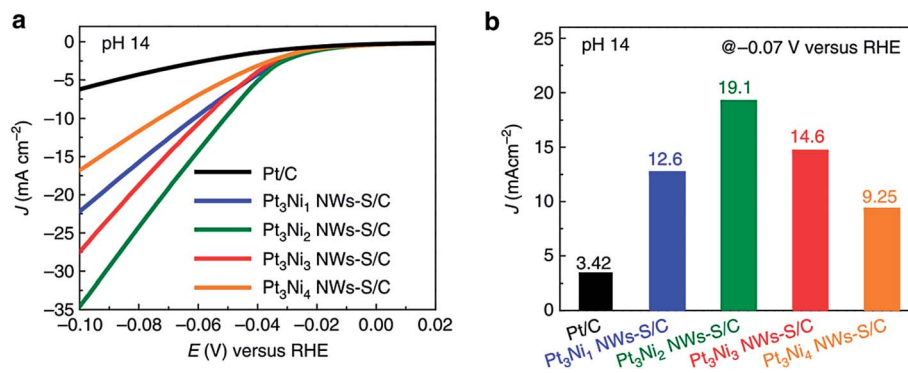 a
pH 14
0
−5
−10
−15
−20
−25
−30
−35
J (mA cm⁻²)
Pt/C
Pt₃Ni₁ NWs-S/C
Pt₃Ni₂ NWs-S/C
Pt₃Ni₃ NWs-S/C
Pt₃Ni₄ NWs-S/C
−0.10 −0.08 −0.06 −0.04 −0.02 0.00 0.02
E (V) versus RHE
b
pH 14
@−0.07 V versus RHE
25
20
15
10
5
0
J (mAcm⁻²)
3.42
12.6
19.1
14.6
9.25
Pt/C
Pt₃Ni₁ NWs-S/C
Pt₃Ni₂ NWs-S/C
Pt₃Ni₃ NWs-S/C
Pt₃Ni₄ NWs-S/C